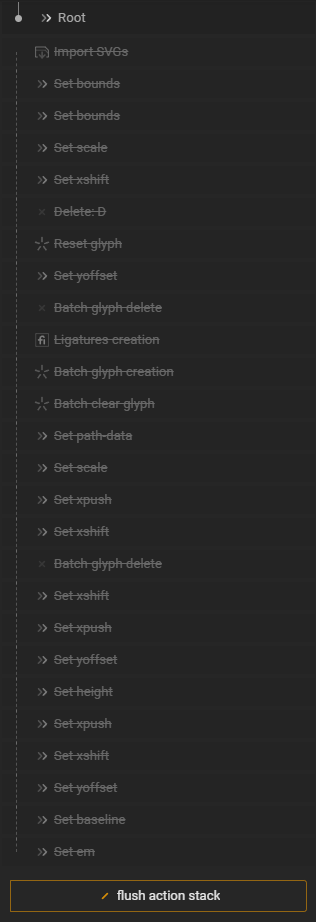 Root
Import SVGs
Set bounds
Set bounds
Set scale
Set xshift
Delete: D
Reset glyph
Set yoffset
Batch glyph delete
Ligatures creation
Batch glyph creation
Batch clear glyph
Set path-data
Set scale
Set xpush
Set xshift
Batch glyph delete
Set xshift
Set xpush
Set yoffset
Set height
Set xpush
Set xshift
Set yoffset
Set baseline
Set em
flush action stack